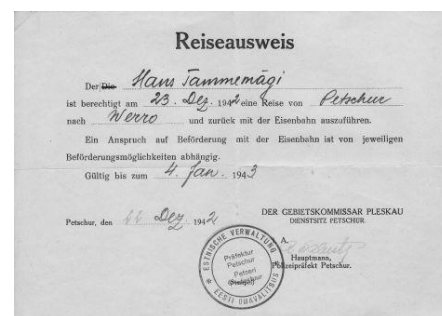 Reiseausweis
Der Die Hans Tammemägi
ist berechtigt am 23. Dez. 1942 eine Reise von Petschur
nach Werro und zurück mit der Eisenbahn auszuführen.
Ein Anspruch auf Beförderung mit der Eisenbahn ist von jeweiligen
Beförderungsmöglichkeiten abhängig.
Gültig bis zum 4. Jan. 1943
Petschur, den Dez 1942
DER GEBIETSKOMMISSAR PLESKAU
DIENSTSITZ PETSCHUR.
A.
Hauptmann,
Polizeipräfekt Petschur.
ESTNISCHE VERWALTUNG
Präfektur
Petschur
Petseri
EESTI OMAVALITSUS